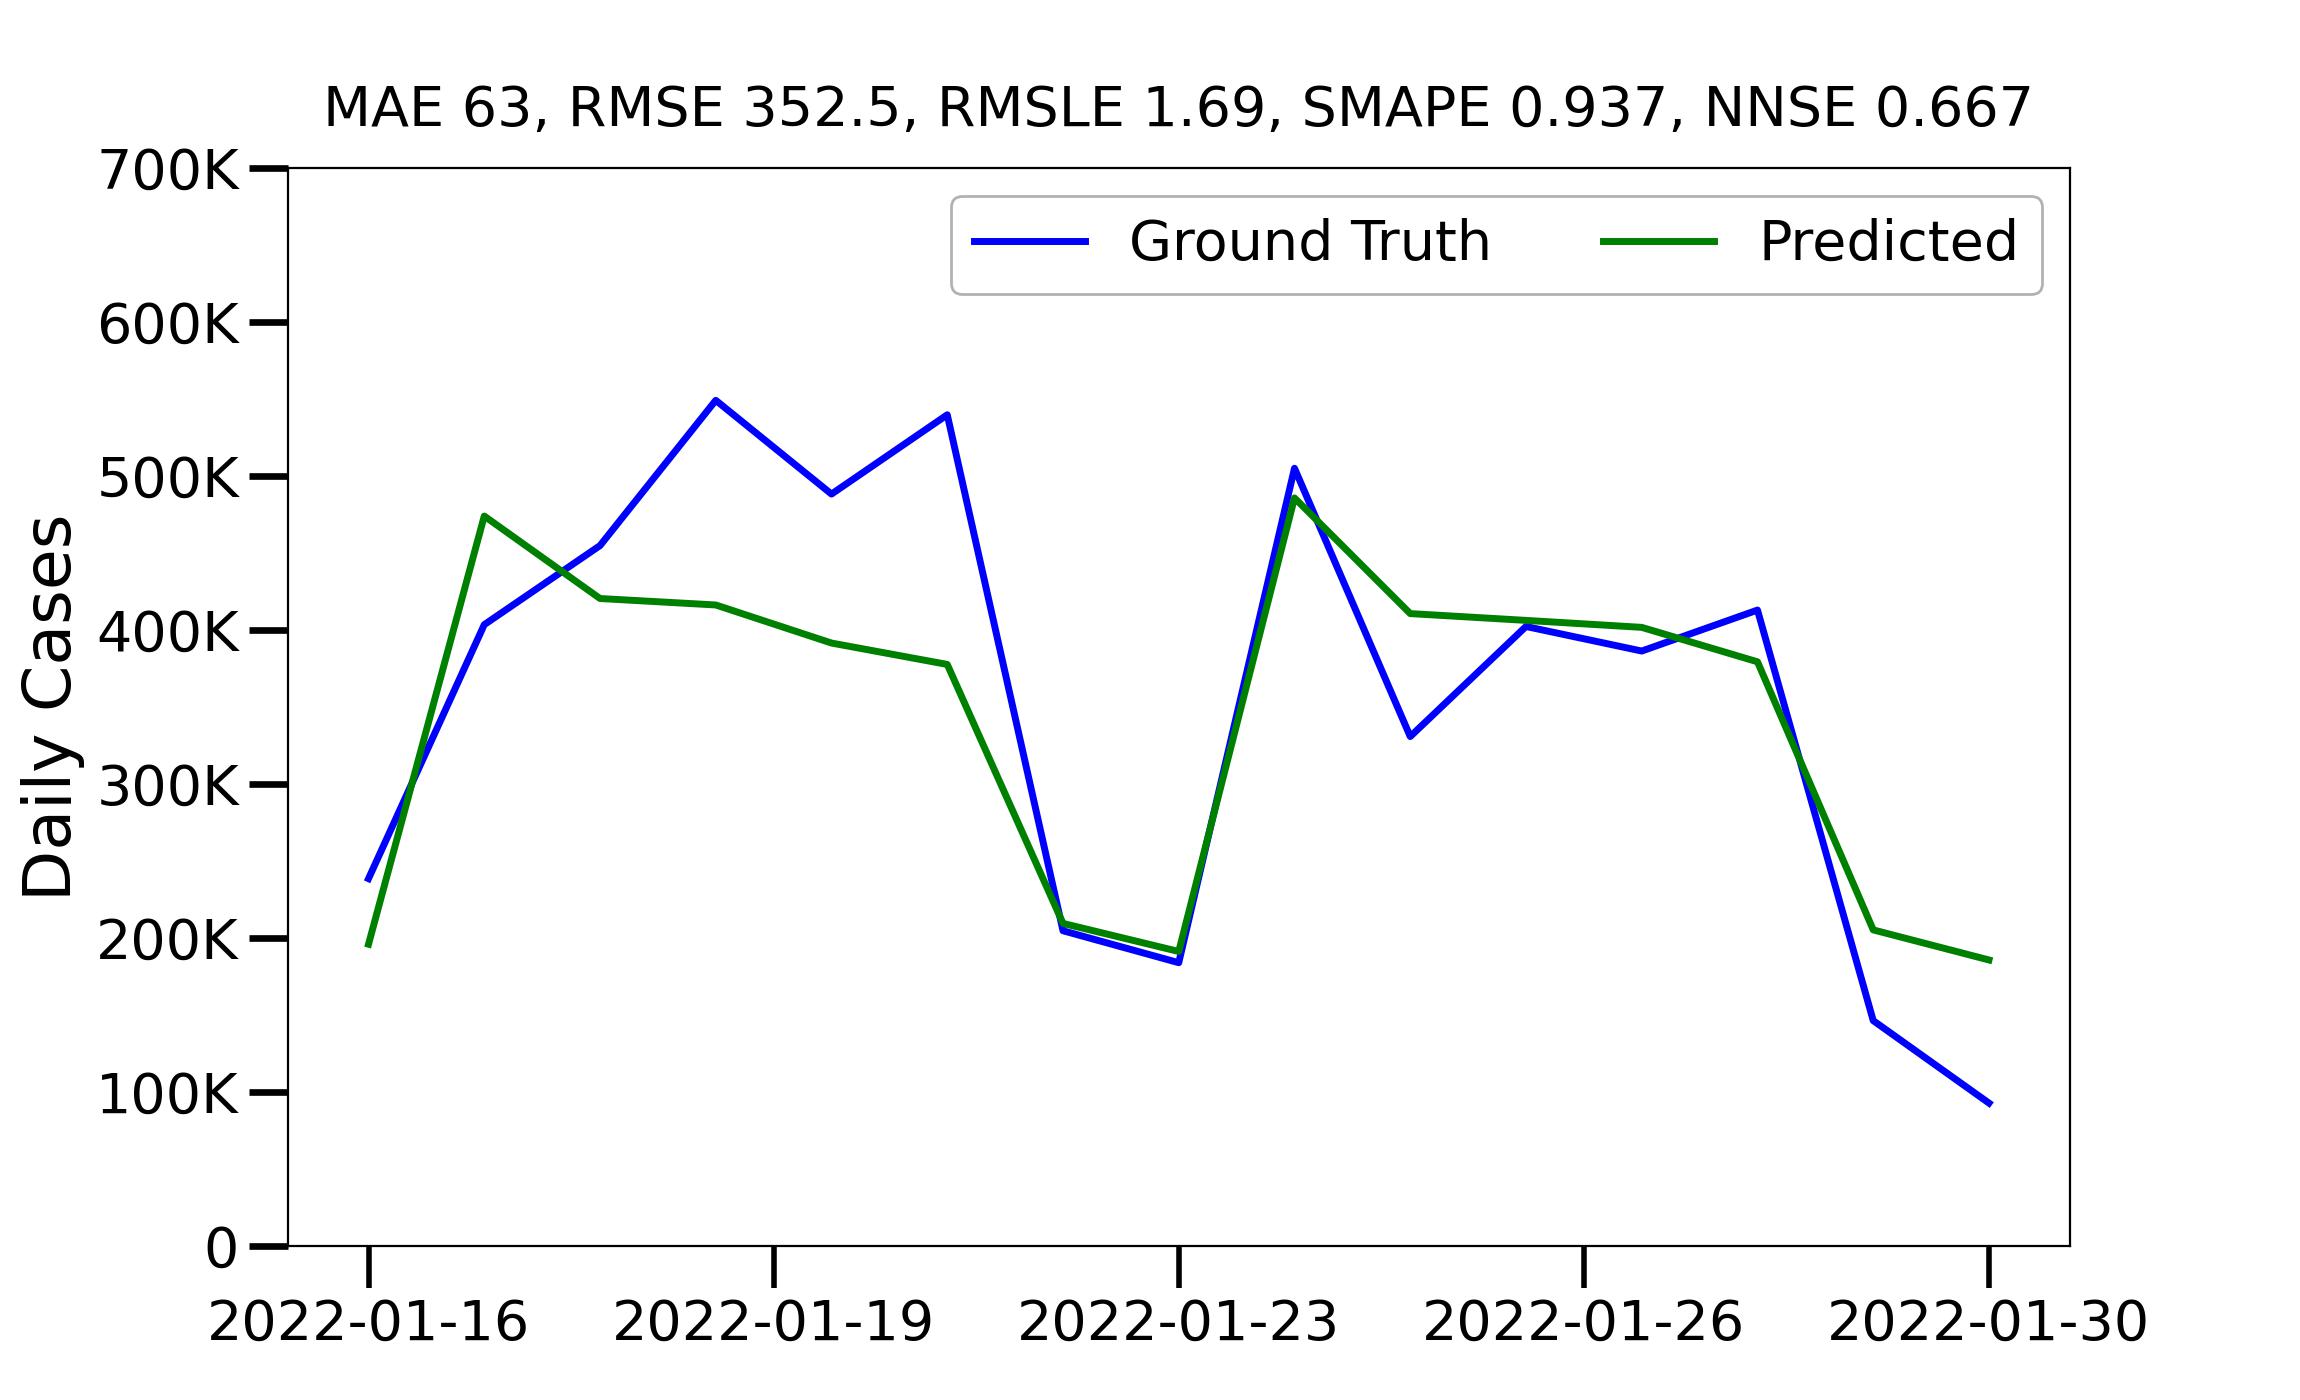 MAE 63, RMSE 352.5, RMSLE 1.69, SMAPE 0.937, NNSE 0.667
700K
600K
500K
400K
300K
200K
100K
0
Daily Cases
Ground Truth Predicted
2022-01-16 2022-01-19 2022-01-23 2022-01-26 2022-01-30